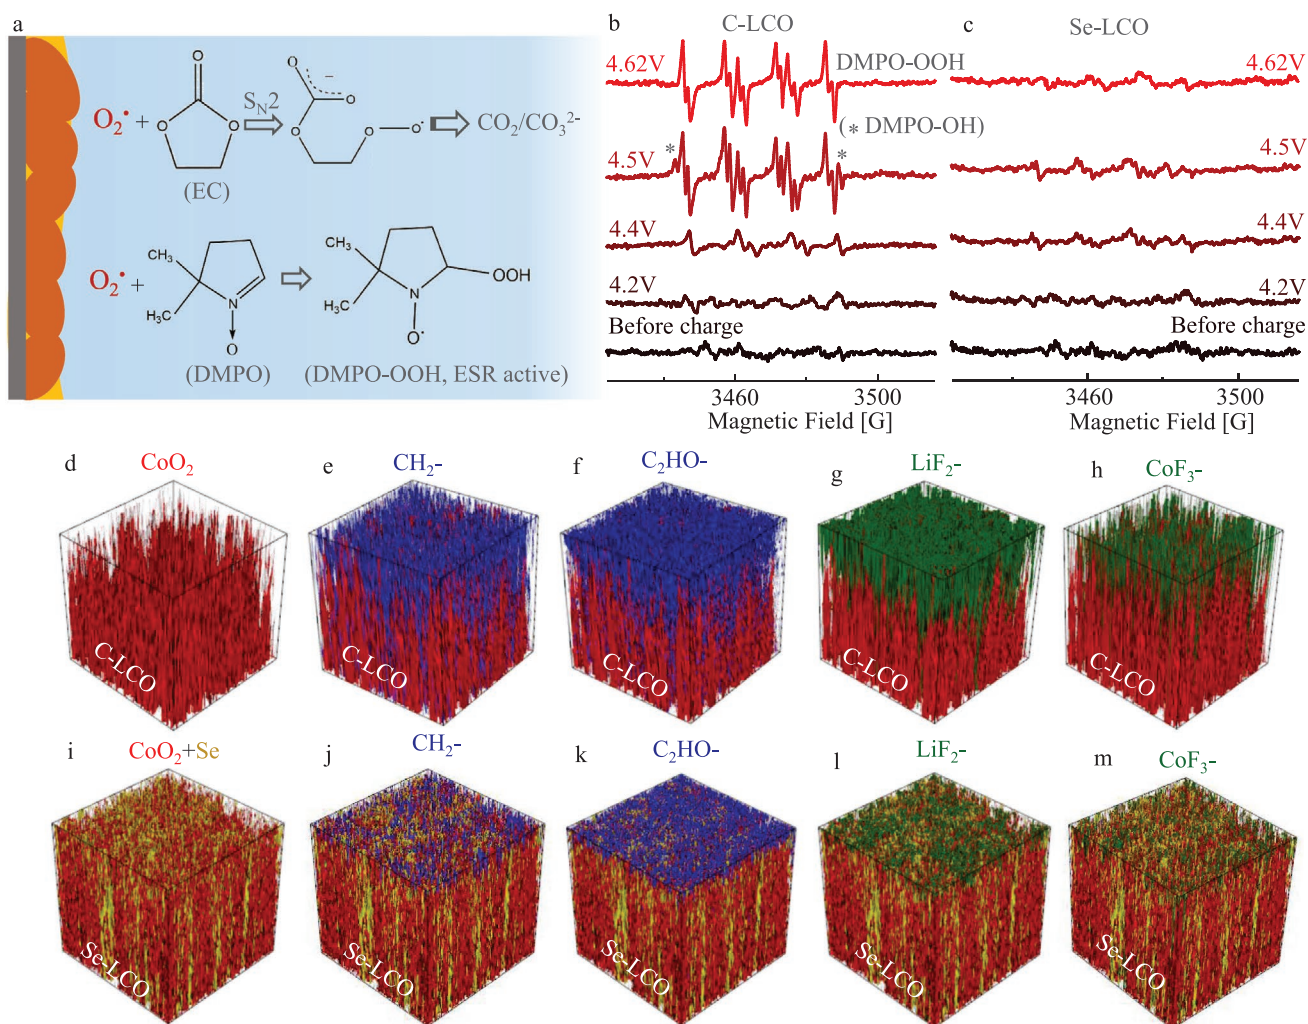 a
O₂• +
O
O
O
(EC)
S_N2
O
O
−
O
O
O•
CO₂/CO₃²⁻
O₂• +
CH₃
CH₃
N
O
(DMPO)
CH₃
CH₃
N
O•
OOH
(DMPO-OOH, ESR active)
b
C-LCO
4.62V
DMPO-OOH
(* DMPO-OH)
*
*
4.5V
4.4V
4.2V
Before charge
3460
3500
Magnetic Field [G]
c
Se-LCO
4.62V
4.5V
4.4V
4.2V
Before charge
3460
3500
Magnetic Field [G]
d
CoO₂
C-LCO
e
CH₂-
C-LCO
f
C₂HO-
C-LCO
g
LiF₂-
C-LCO
h
CoF₃-
C-LCO
i
CoO₂+Se
Se-LCO
j
CH₂-
Se-LCO
k
C₂HO-
Se-LCO
l
LiF₂-
Se-LCO
m
CoF₃-
Se-LCO